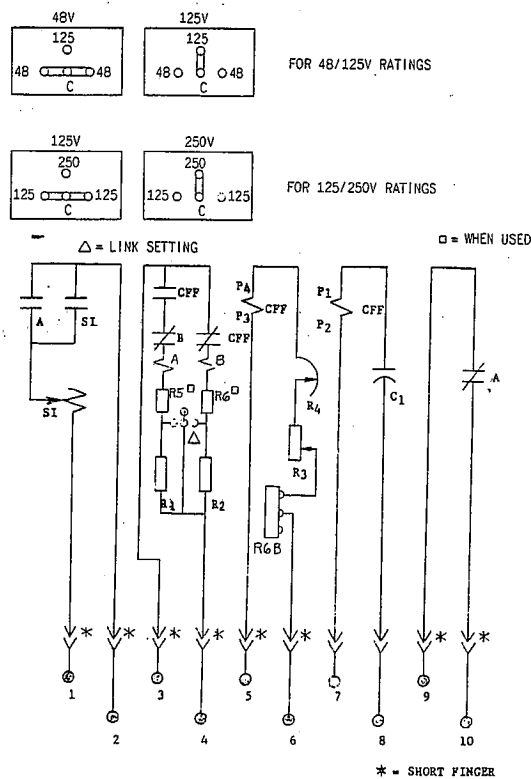 48V 125V
125 125
48 48 48 48
C C
FOR 48/125V RATINGS
125V 250V
250 250
125 125 125 125
C C
FOR 125/250V RATINGS
△ = LINK SETTING
□ = WHEN USED
A SI
SI
CFF
B CFF
A B
R5 □ R6 □
△
R1 R2
P4
P3 CFF
R4
R3
R6B
P1
P2 CFF
C1
A
* * * * * * * *
1 2 3 4 5 6 7 8 9 10
* = SHORT FINGER